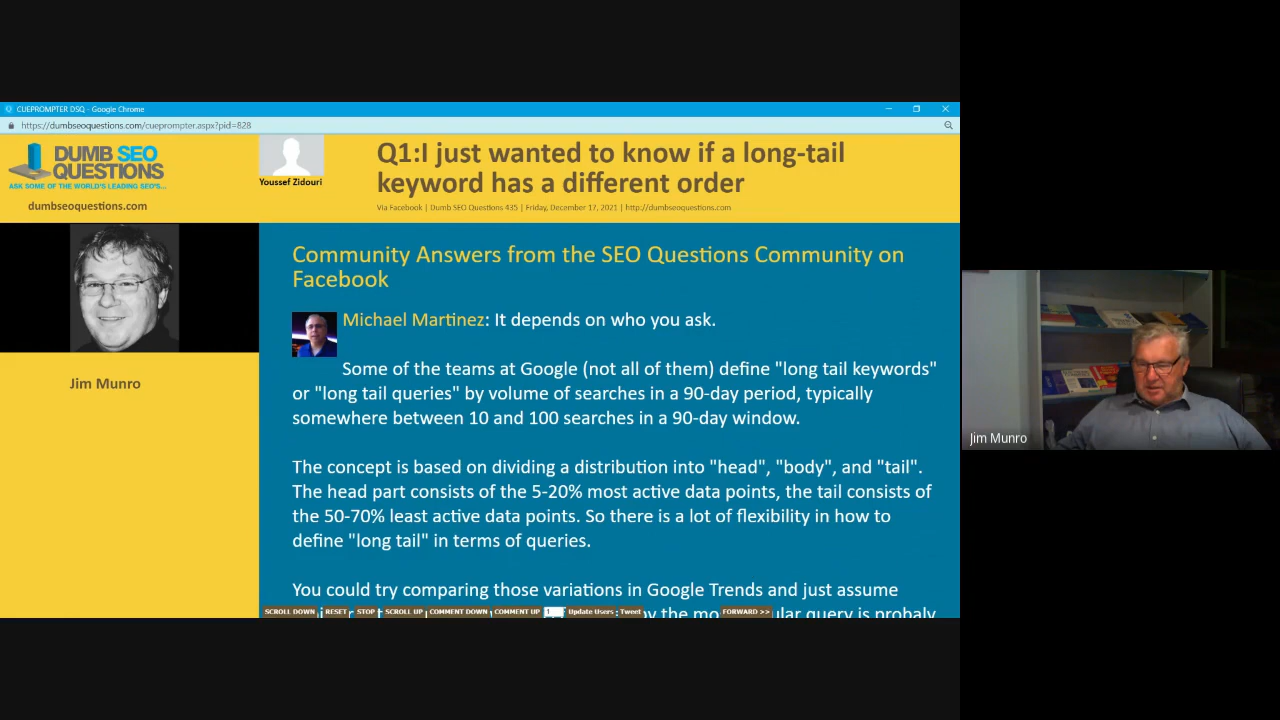 CUEPROMPTER DSQ - Google Chrome
https://dumbseoquestions.com/cueprompter.aspx?pid=828
DUMB SEO
QUESTIONS
ASK SOME OF THE WORLD'S LEADING SEO'S...
dumbseoquestions.com
Youssef Zidouri
Q1:I just wanted to know if a long-tail
keyword has a different order
Via Facebook | Dumb SEO Questions 435 | Friday, December 17, 2021 | http://dumbseoquestions.com
Jim Munro
Community Answers from the SEO Questions Community on
Facebook
Michael Martinez: It depends on who you ask.
Some of the teams at Google (not all of them) define "long tail keywords"
or "long tail queries" by volume of searches in a 90-day period, typically
somewhere between 10 and 100 searches in a 90-day window.
The concept is based on dividing a distribution into "head", "body", and "tail".
The head part consists of the 5-20% most active data points, the tail consists of
the 50-70% least active data points. So there is a lot of flexibility in how to
define "long tail" in terms of queries.
You could try comparing those variations in Google Trends and just assume
the query is probaly
SCROLL DOWN RESET STOP SCROLL UP COMMENT DOWN COMMENT UP 1 Update Users Tweet FORWARD >>
Jim Munro